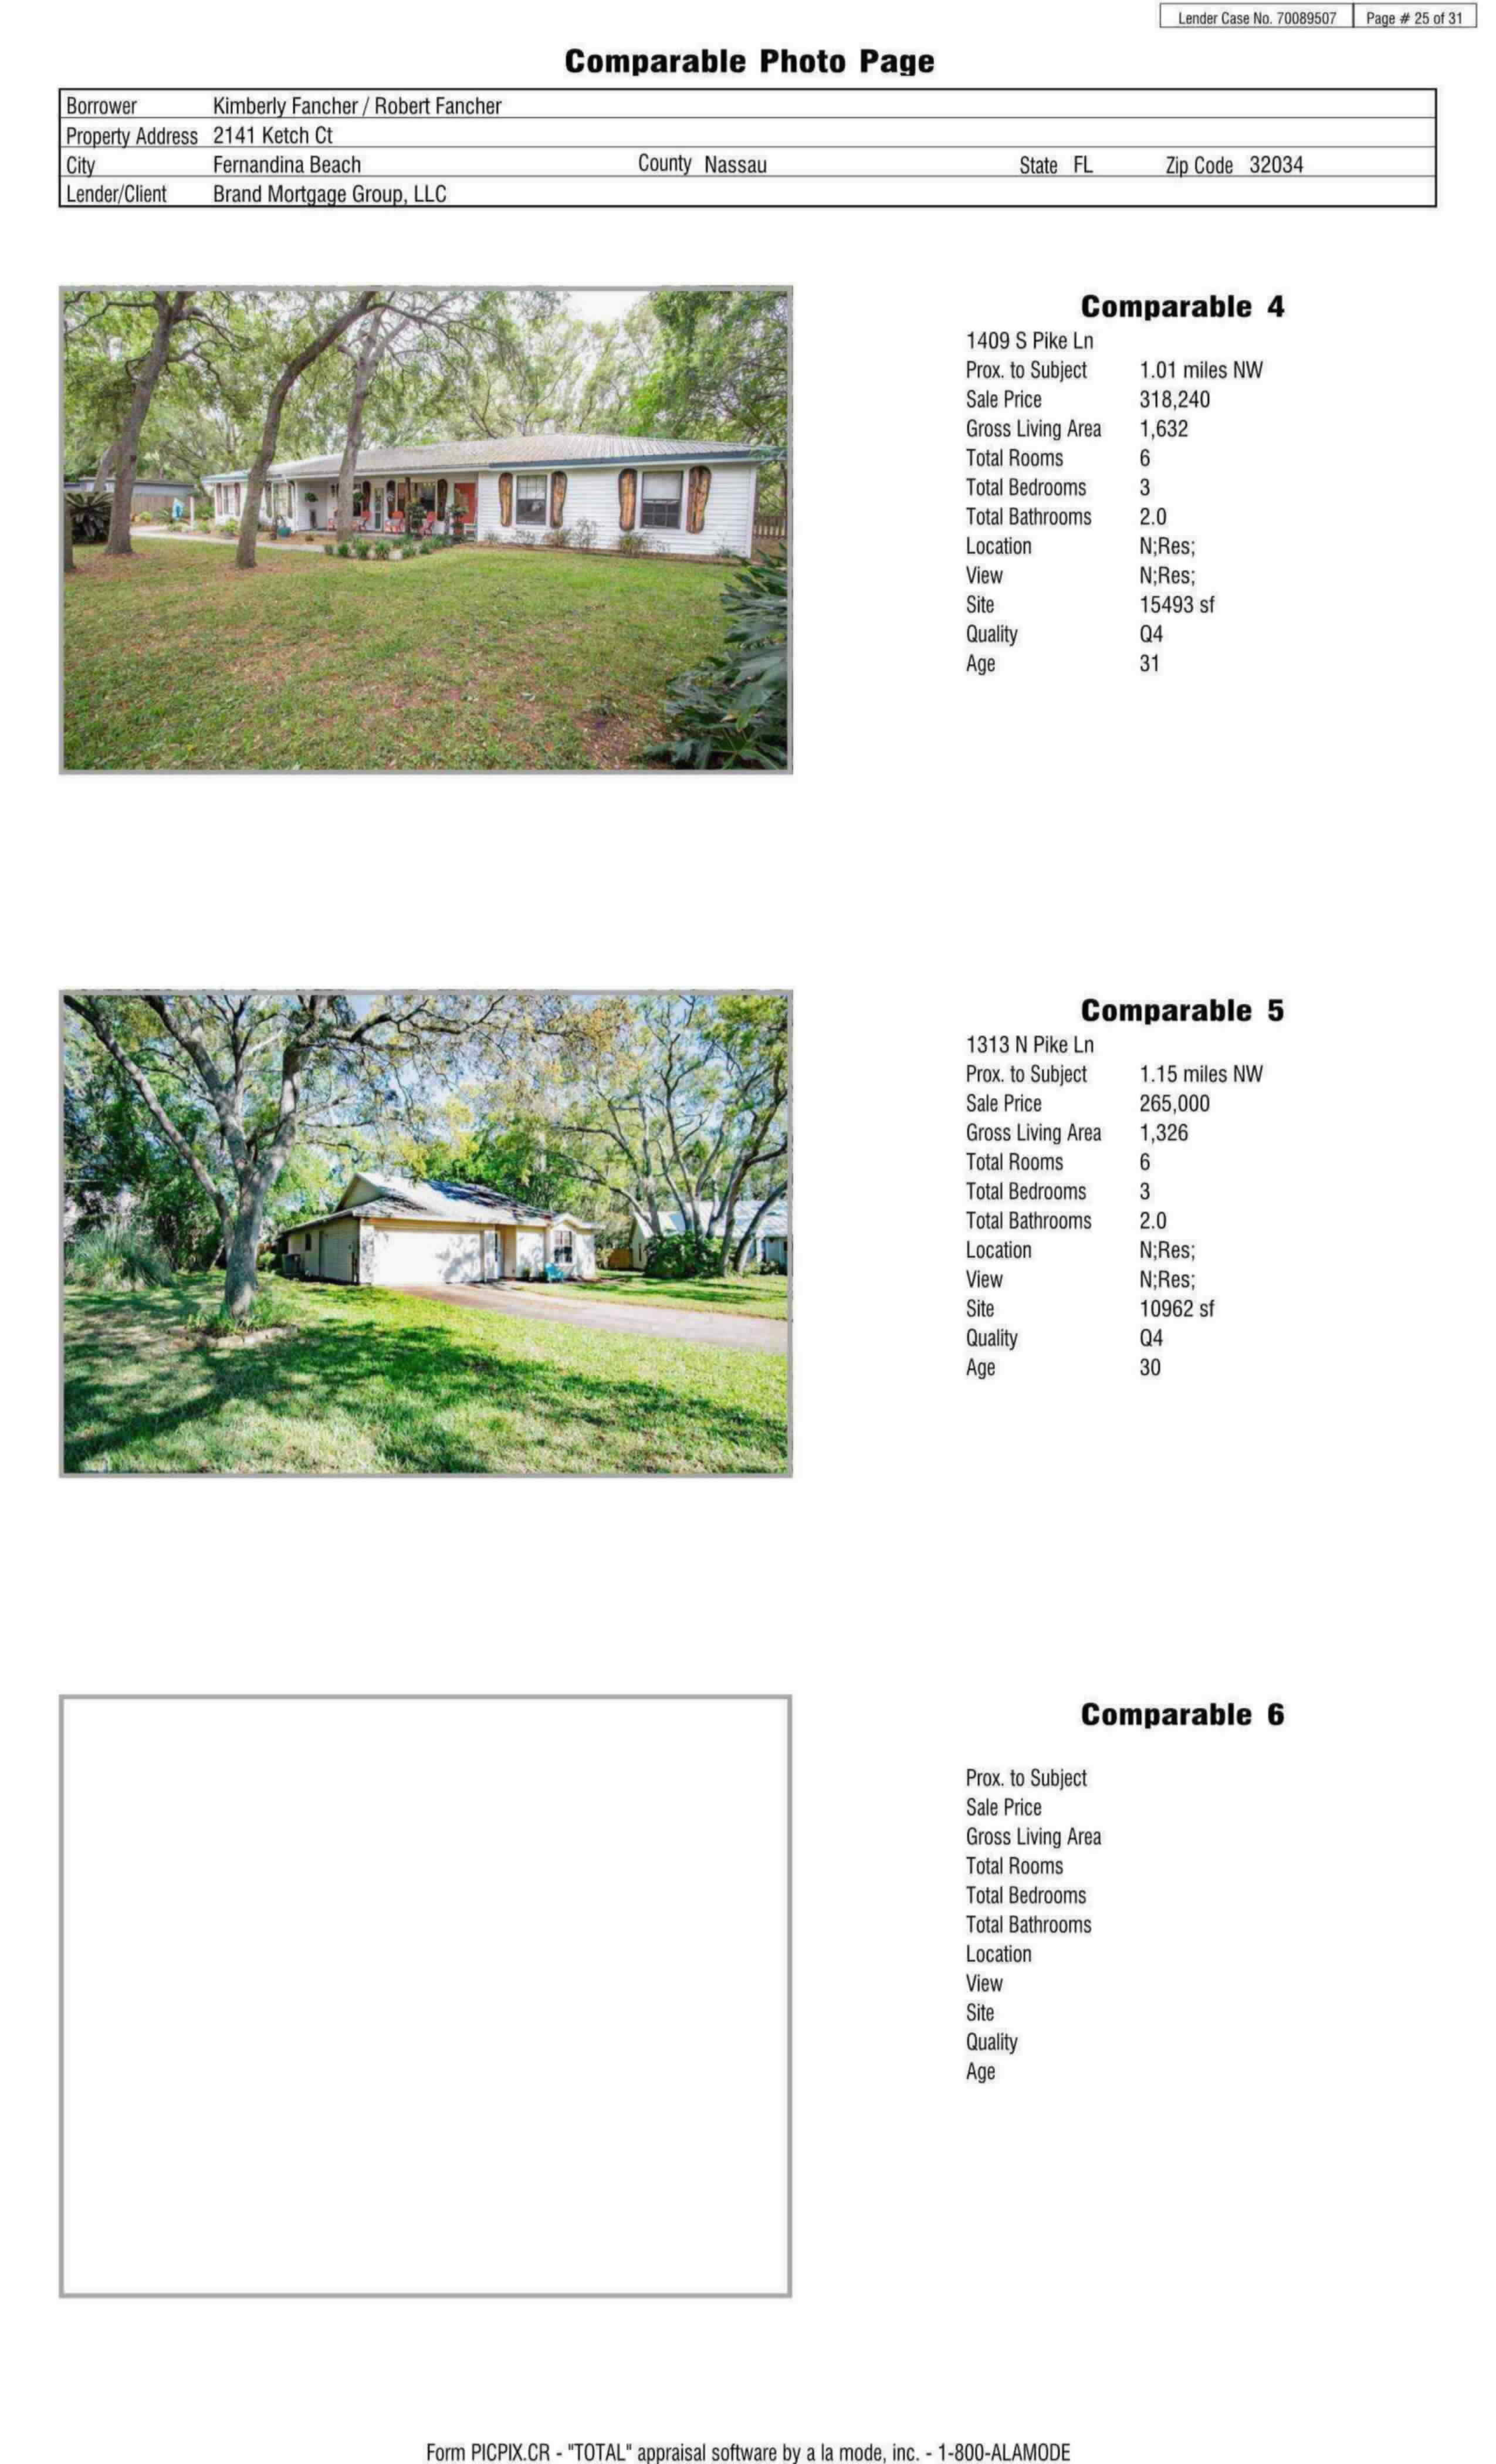 Lender Case No. 70089507 Page # 25 of 31
Comparable Photo Page
Borrower Kimberly Fancher / Robert Fancher
Property Address 2141 Ketch Ct
City Fernandina Beach County Nassau State FL Zip Code 32034
Lender/Client Brand Mortgage Group, LLC
Comparable 4
1409 S Pike Ln
Prox. to Subject 1.01 miles NW
Sale Price 318,240
Gross Living Area 1,632
Total Rooms 6
Total Bedrooms 3
Total Bathrooms 2.0
Location N;Res;
View N;Res;
Site 15493 sf
Quality Q4
Age 31
Comparable 5
1313 N Pike Ln
Prox. to Subject 1.15 miles NW
Sale Price 265,000
Gross Living Area 1,326
Total Rooms 6
Total Bedrooms 3
Total Bathrooms 2.0
Location N;Res;
View N;Res;
Site 10962 sf
Quality Q4
Age 30
Comparable 6
Prox. to Subject
Sale Price
Gross Living Area
Total Rooms
Total Bedrooms
Total Bathrooms
Location
View
Site
Quality
Age
Form PICPIX.CR - "TOTAL" appraisal software by a la mode, inc. - 1-800-ALAMODE